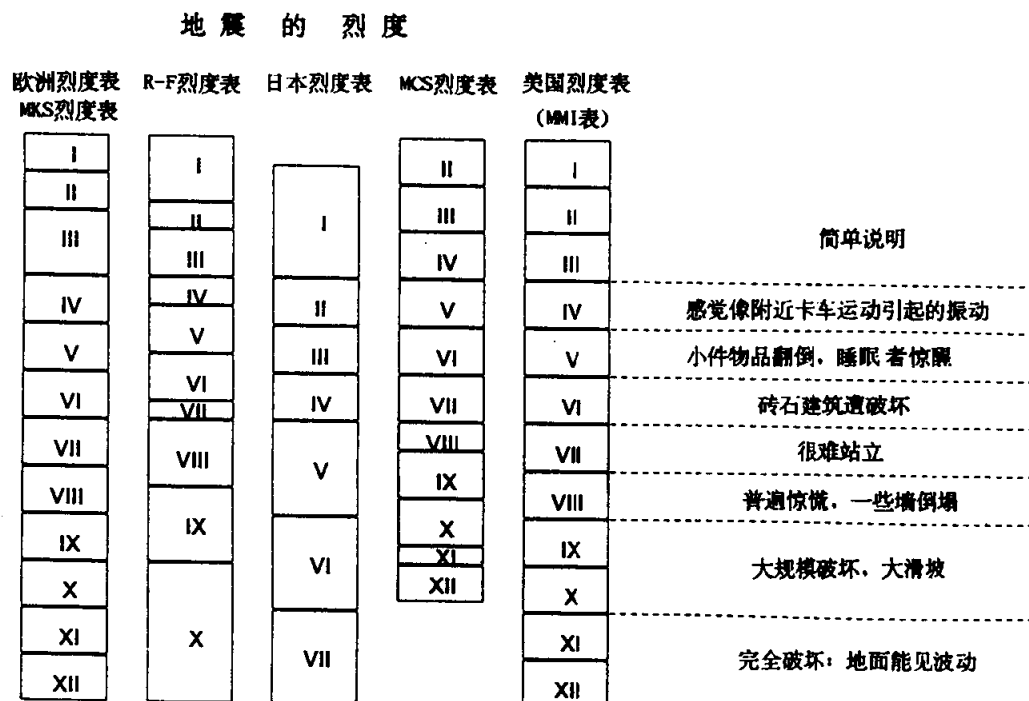 地震的烈度
欧洲烈度表 R-F烈度表 日本烈度表 MCS烈度表 美国烈度表
MKS烈度表 (MMI表)
I I II I
II II I III II
III III IV III 简单说明
IV IV II V IV 感觉像附近卡车运动引起的振动
V V III VI V 小件物品翻倒，睡眠者惊醒
VI VI IV VII VI 砖石建筑遭破坏
VII VII V VIII VII 很难站立
VIII VIII IX VIII 普遍惊慌，一些墙倒塌
IX IX VI X IX 大规模破坏，大滑坡
X X XI X
XI VII XII XI 完全破坏：地面能见波动
XII XII